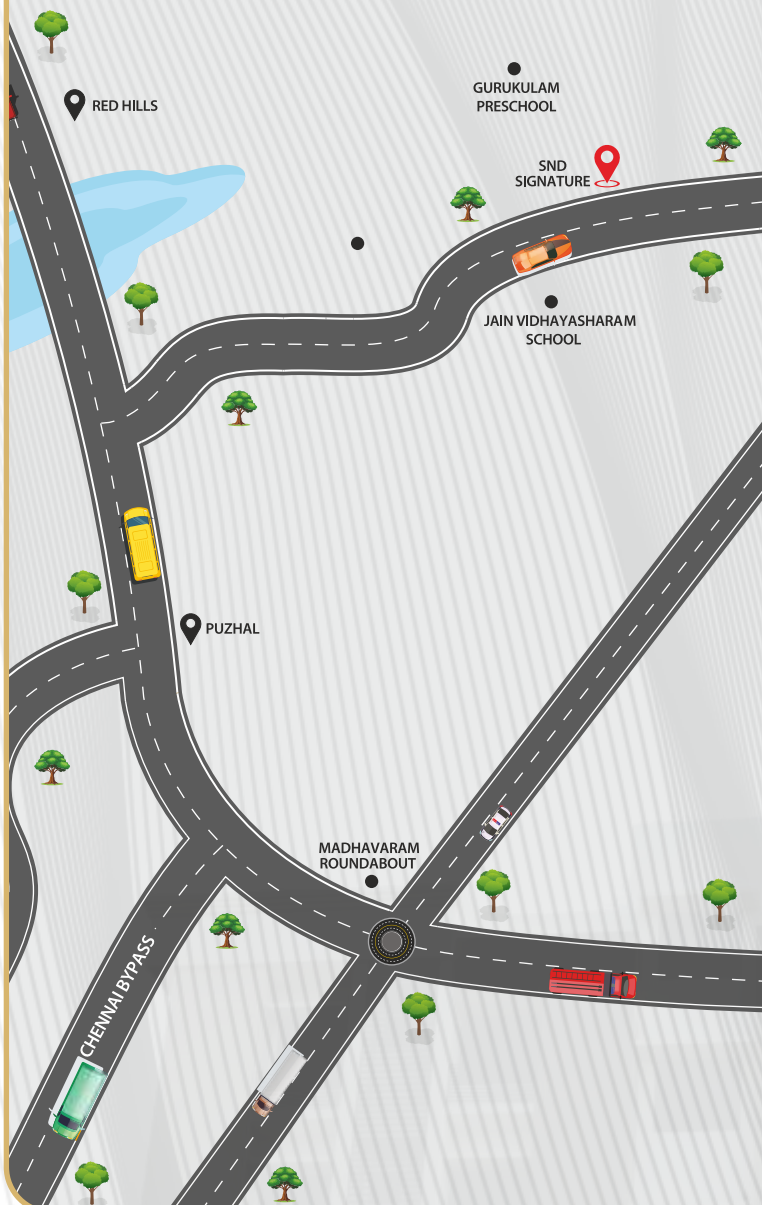 GURUKULAM
PRESCHOOL
RED HILLS
SND
SIGNATURE
JAIN VIDHAYASHARAM
SCHOOL
PUZHAL
MADHAVARAM
ROUNDABOUT
CHENNAI BYPASS